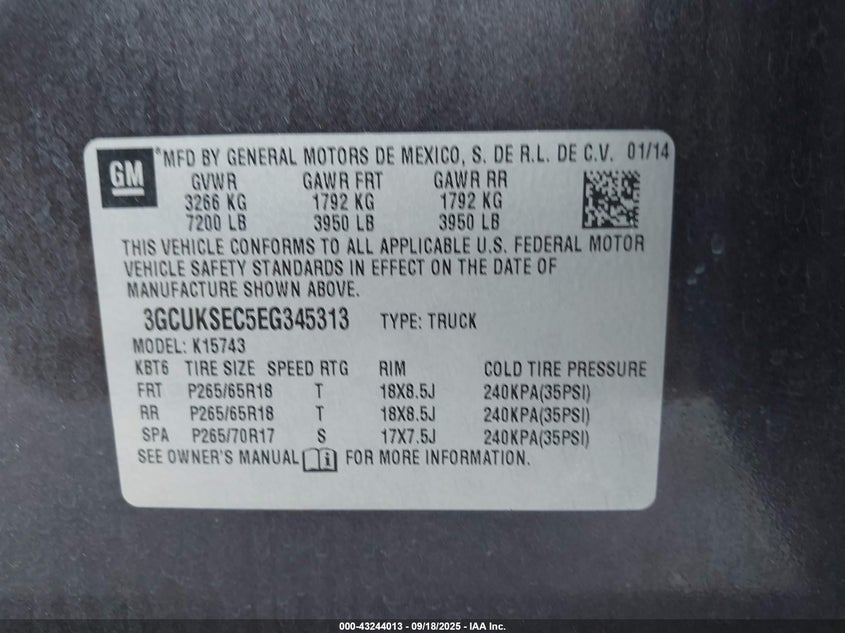 GM
®MFD BY GENERAL MOTORS DE MEXICO, S. DE R.L. DE C.V. 01/14
GVWR GAWR FRT GAWR RR
3266 KG 1792 KG 1792 KG
7200 LB 3950 LB 3950 LB
THIS VEHICLE CONFORMS TO ALL APPLICABLE U.S. FEDERAL MOTOR
VEHICLE SAFETY STANDARDS IN EFFECT ON THE DATE OF
MANUFACTURE SHOWN ABOVE.
3GCUKSEC5EG345313 TYPE: TRUCK
MODEL: K15743
KBT6 TIRE SIZE SPEED RTG RIM COLD TIRE PRESSURE
FRT P265/65R18 T 18X8.5J 240KPA(35PSI)
RR P265/65R18 T 18X8.5J 240KPA(35PSI)
SPA P265/70R17 S 17X7.5J 240KPA(35PSI)
SEE OWNER'S MANUAL FOR MORE INFORMATION.
000-43244013 - 09/18/2025 - IAA Inc.